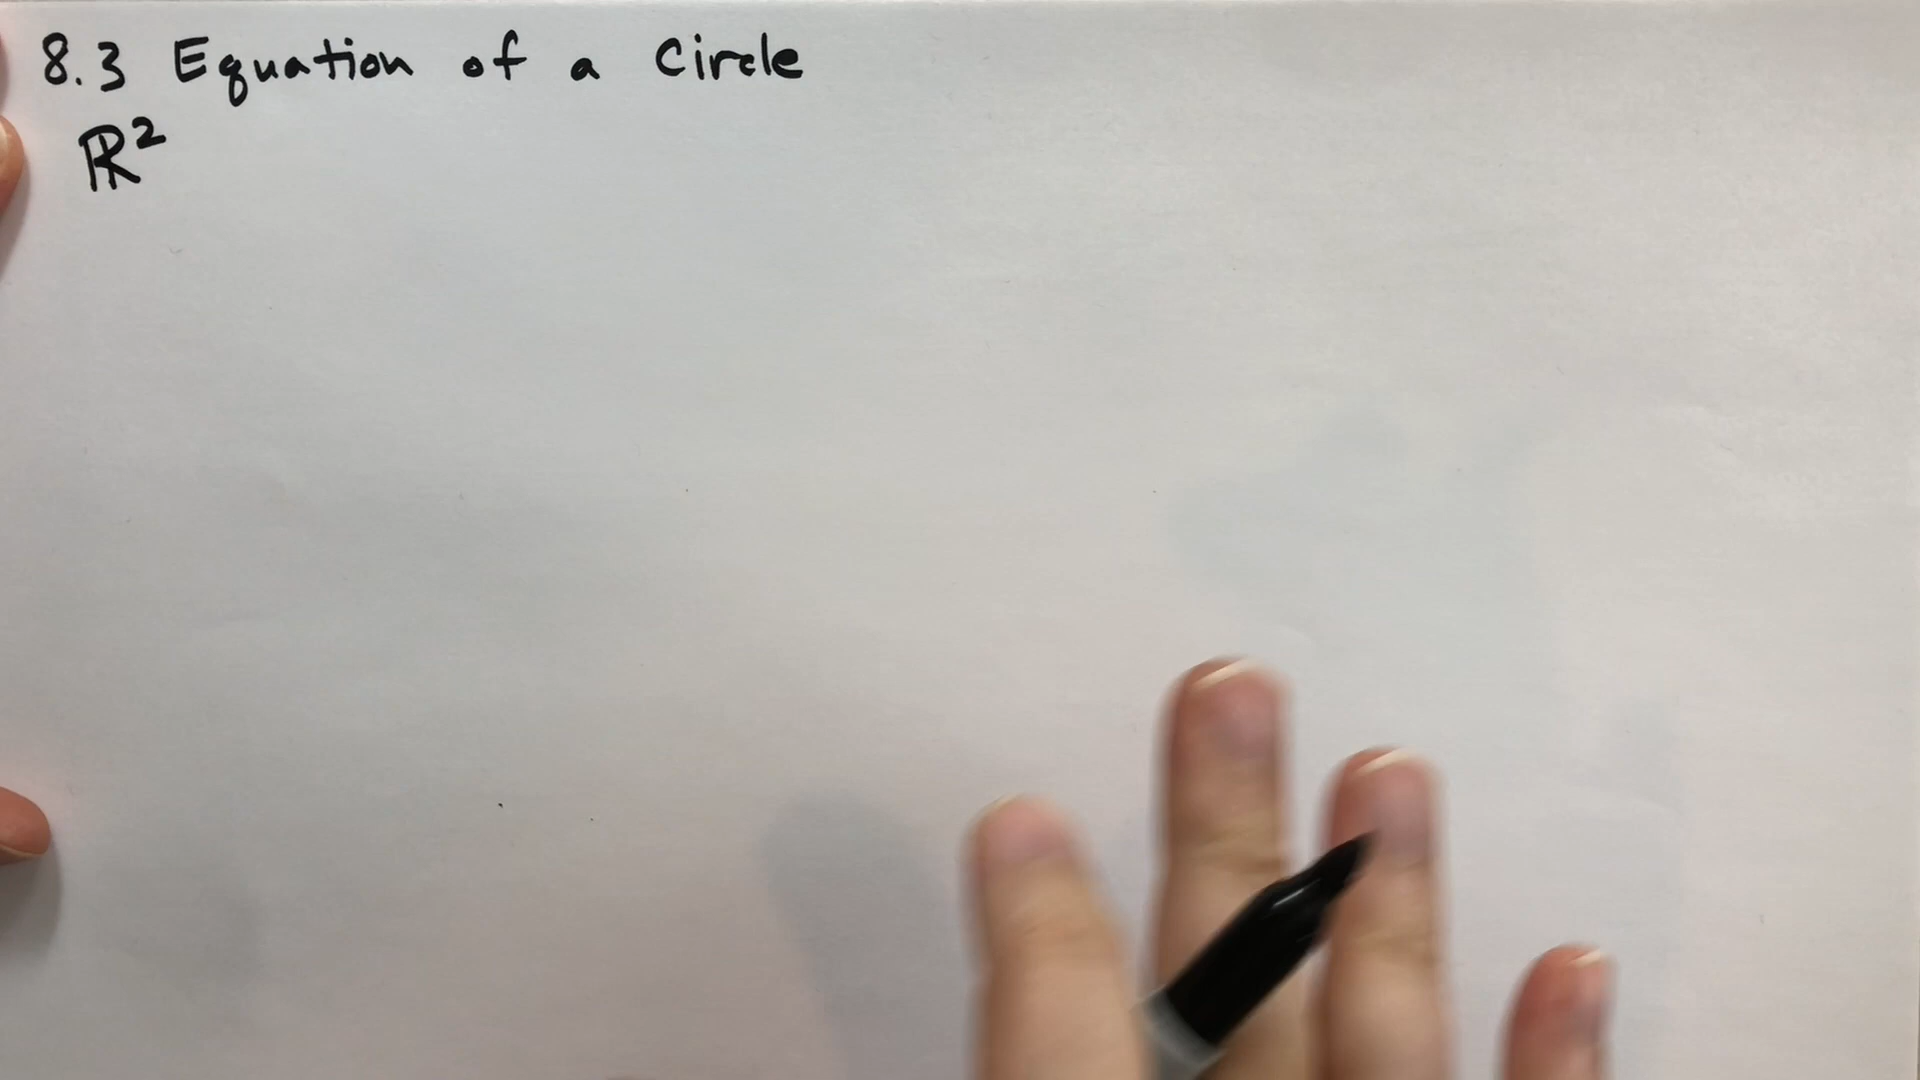 8.3 Equation of a Circle
ℝ²